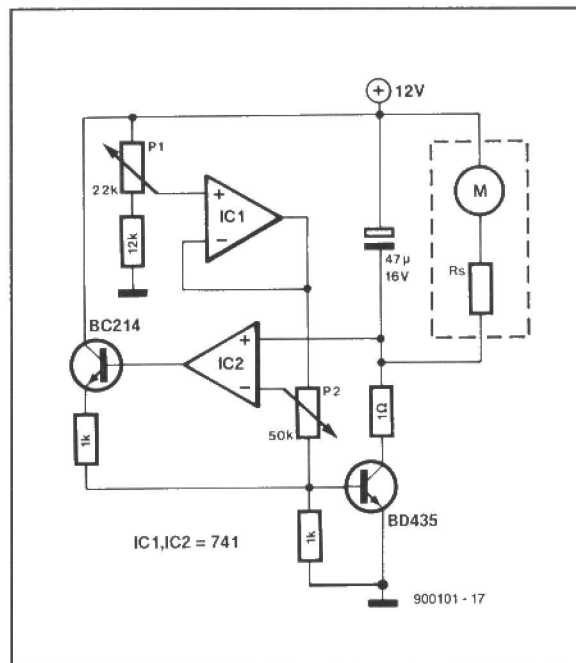 + 12V
P1
22k
+
IC1
−
12k
M
47µ
16V
Rs
BC214
+
IC2
−
P2
50k
1Ω
1k
BD435
IC1,IC2 = 741
1k
900101 - 17